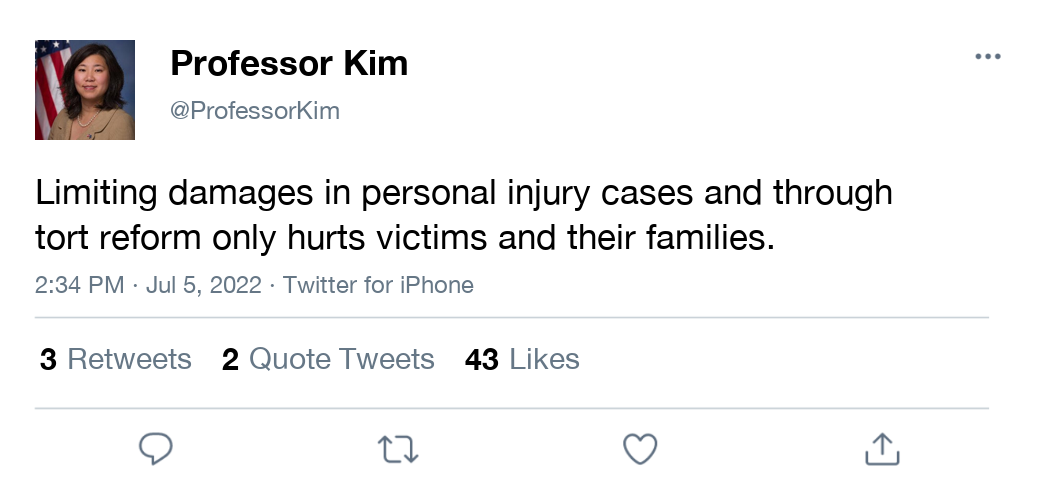 Professor Kim
@ProfessorKim
Limiting damages in personal injury cases and through
tort reform only hurts victims and their families.
2:34 PM · Jul 5, 2022 · Twitter for iPhone
3 Retweets 2 Quote Tweets 43 Likes